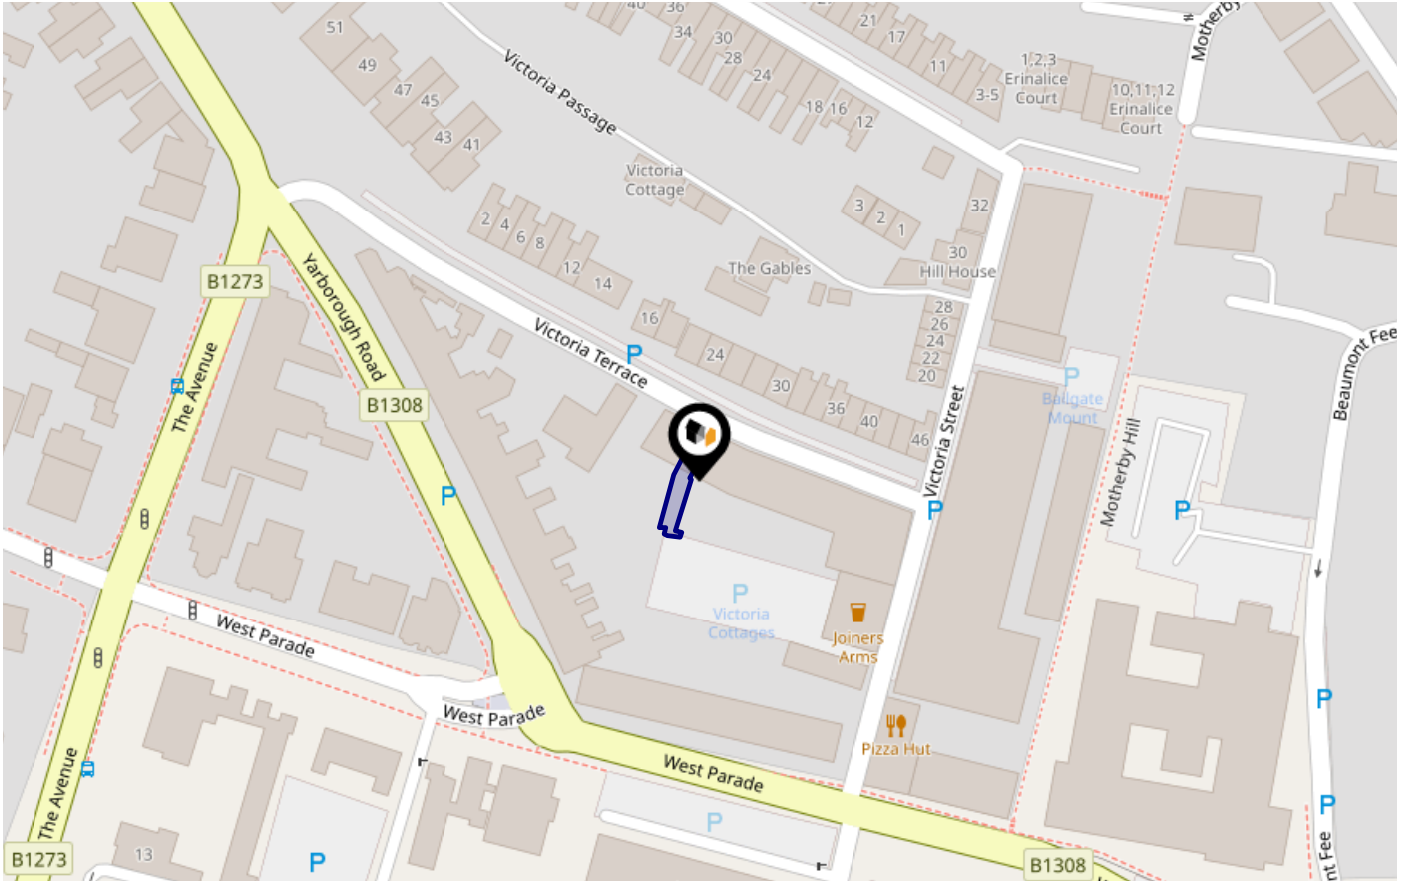 40
36
34
30
28
24
18
16
12
21
17
11
3-5
1,2,3
Erinalice
Court
10,11,12
Erinalice
Court
Motherby
51
49
47
45
43
41
Victoria Passage
Victoria
Cottage
3
2
1
32
30
Hill House
2
4
6
8
12
14
The Gables
B1273
Yarborough Road
16
Victoria Terrace
P
24
30
36
40
46
28
26
24
22
20
Beaumont Fee
The Avenue
B1308
P
Bailgate
Mount
Victoria Street
Motherby Hill
P
P
P
P
Victoria
Cottages
Joiners
Arms
West Parade
West Parade
Pizza Hut
P
West Parade
The Avenue
P
P
13
B1273
P
B1308
nt Fee